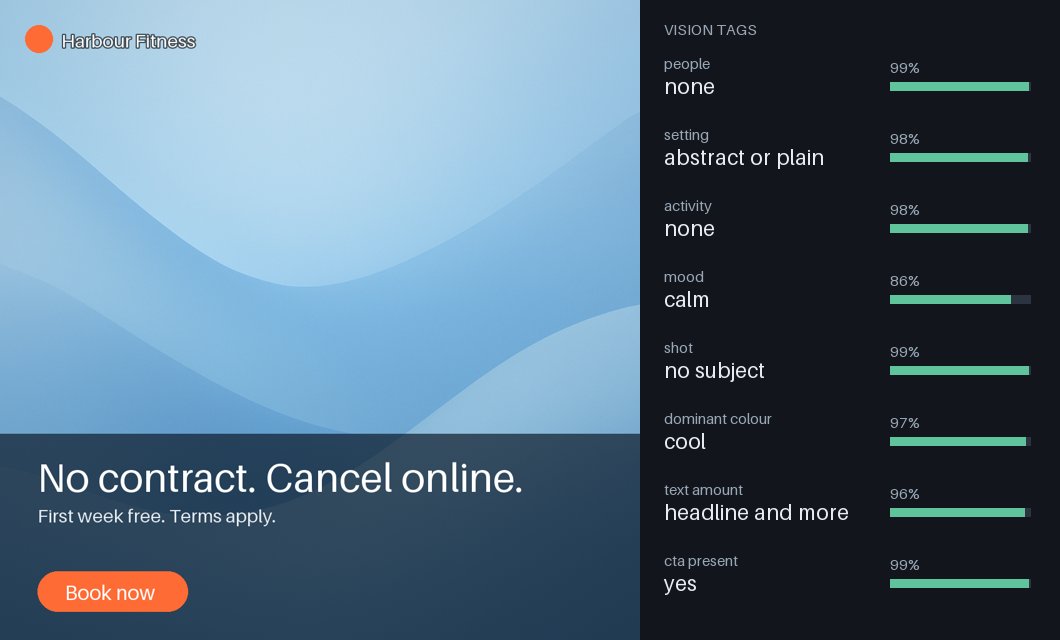 Harbour Fitness
No contract. Cancel online.
First week free. Terms apply.
Book now
VISION TAGS
people
none
99%
setting
abstract or plain
98%
activity
none
98%
mood
calm
86%
shot
no subject
99%
dominant colour
cool
97%
text amount
headline and more
96%
cta present
yes
99%